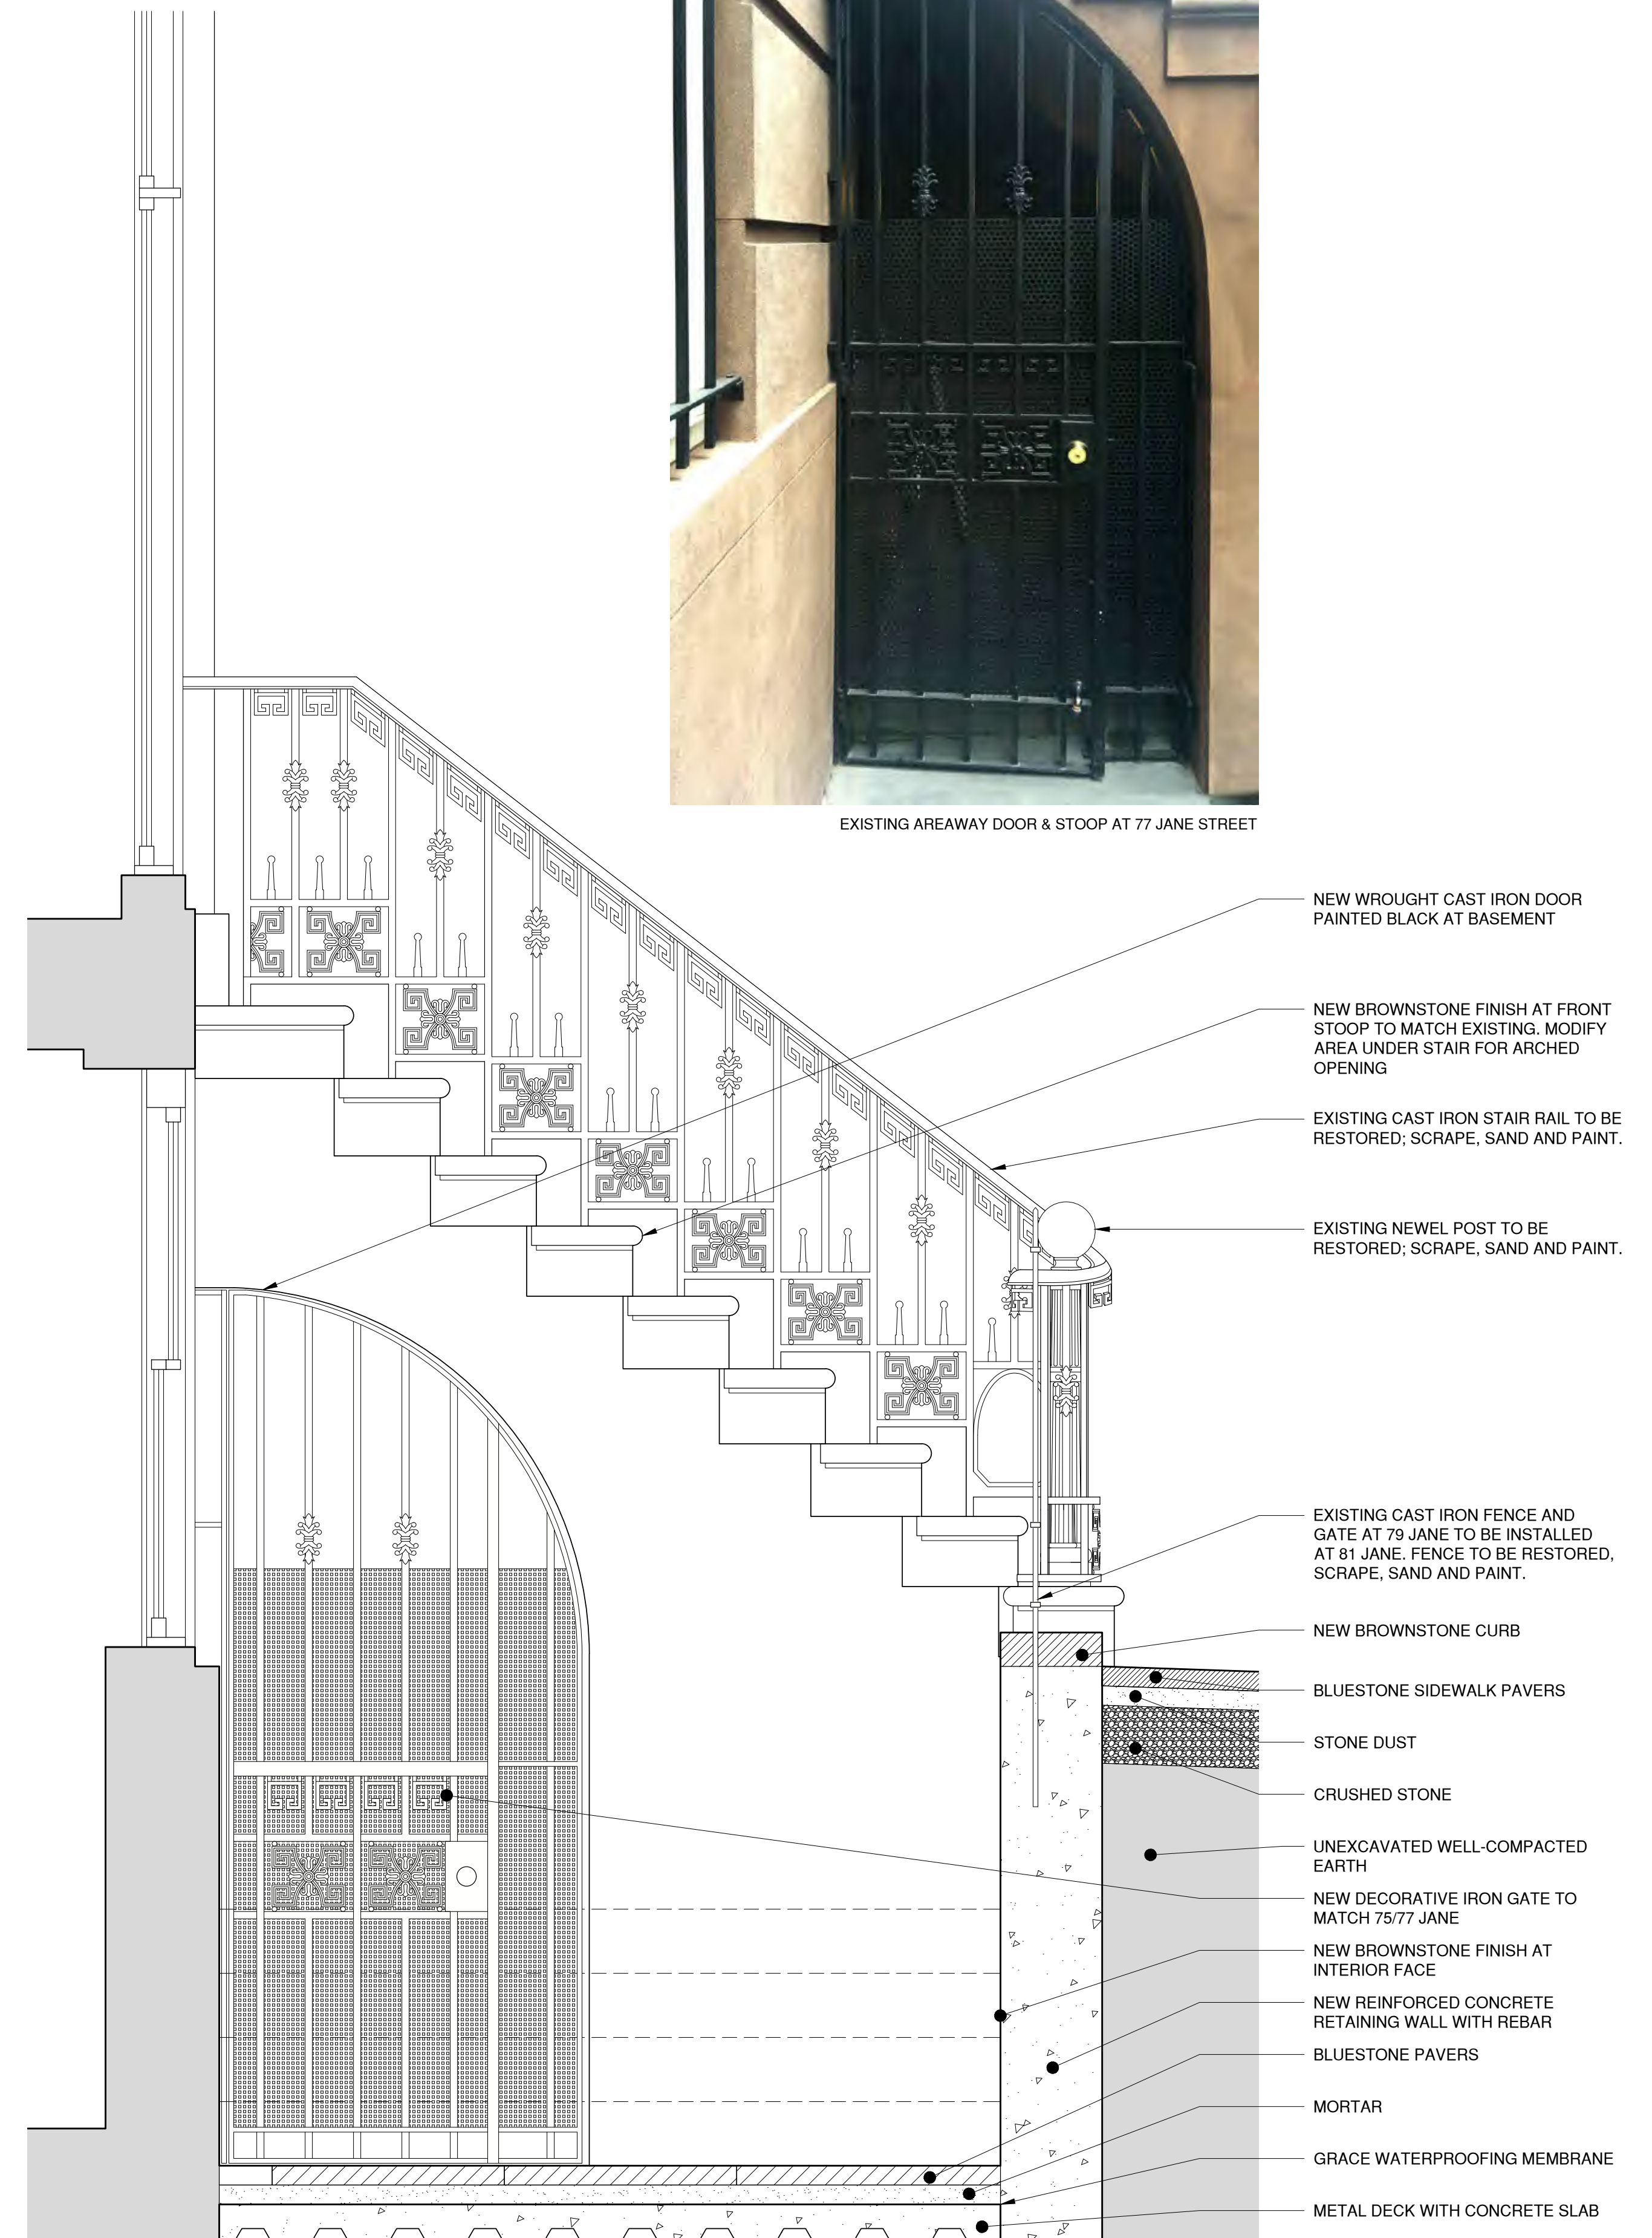 EXISTING AREAWAY DOOR & STOOP AT 77 JANE STREET
NEW WROUGHT CAST IRON DOOR
PAINTED BLACK AT BASEMENT
NEW BROWNSTONE FINISH AT FRONT
STOOP TO MATCH EXISTING. MODIFY
AREA UNDER STAIR FOR ARCHED
OPENING
EXISTING CAST IRON STAIR RAIL TO BE
RESTORED; SCRAPE, SAND AND PAINT.
EXISTING NEWEL POST TO BE
RESTORED; SCRAPE, SAND AND PAINT.
EXISTING CAST IRON FENCE AND
GATE AT 79 JANE TO BE INSTALLED
AT 81 JANE. FENCE TO BE RESTORED,
SCRAPE, SAND AND PAINT.
NEW BROWNSTONE CURB
BLUESTONE SIDEWALK PAVERS
STONE DUST
CRUSHED STONE
UNEXCAVATED WELL-COMPACTED
EARTH
NEW DECORATIVE IRON GATE TO
MATCH 75/77 JANE
NEW BROWNSTONE FINISH AT
INTERIOR FACE
NEW REINFORCED CONCRETE
RETAINING WALL WITH REBAR
BLUESTONE PAVERS
MORTAR
GRACE WATERPROOFING MEMBRANE
METAL DECK WITH CONCRETE SLAB